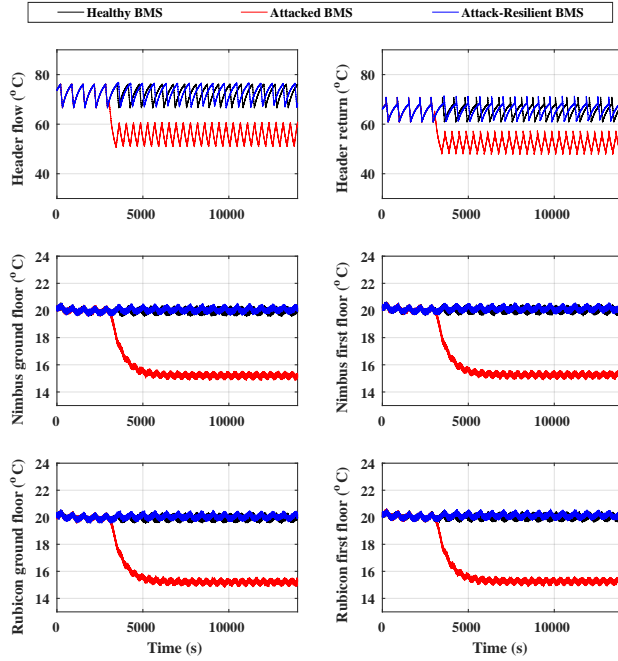 Healthy BMS Attacked BMS Attack-Resilient BMS
Header flow (°C)
80
60
40
0 5000 10000
Header return (°C)
80
60
40
0 5000 10000
Nimbus ground floor (°C)
24
22
20
18
16
14
0 5000 10000
Nimbus first floor (°C)
24
22
20
18
16
14
0 5000 10000
Rubicon ground floor (°C)
24
22
20
18
16
14
0 5000 10000
Time (s)
Rubicon first floor (°C)
24
22
20
18
16
14
0 5000 10000
Time (s)